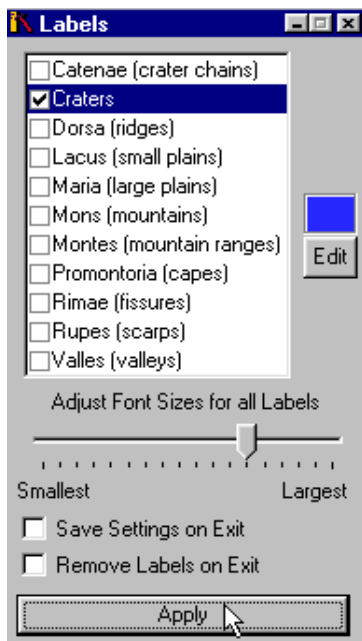 Labels
Catenae (crater chains)
Craters
Dorsa (ridges)
Lacus (small plains)
Maria (large plains)
Mons (mountains)
Montes (mountain ranges)
Edit
Promontoria (capes)
Rimae (fissures)
Rupes (scarps)
Valles (valleys)
Adjust Font Sizes for all Labels
Smallest Largest
Save Settings on Exit
Remove Labels on Exit
Apply